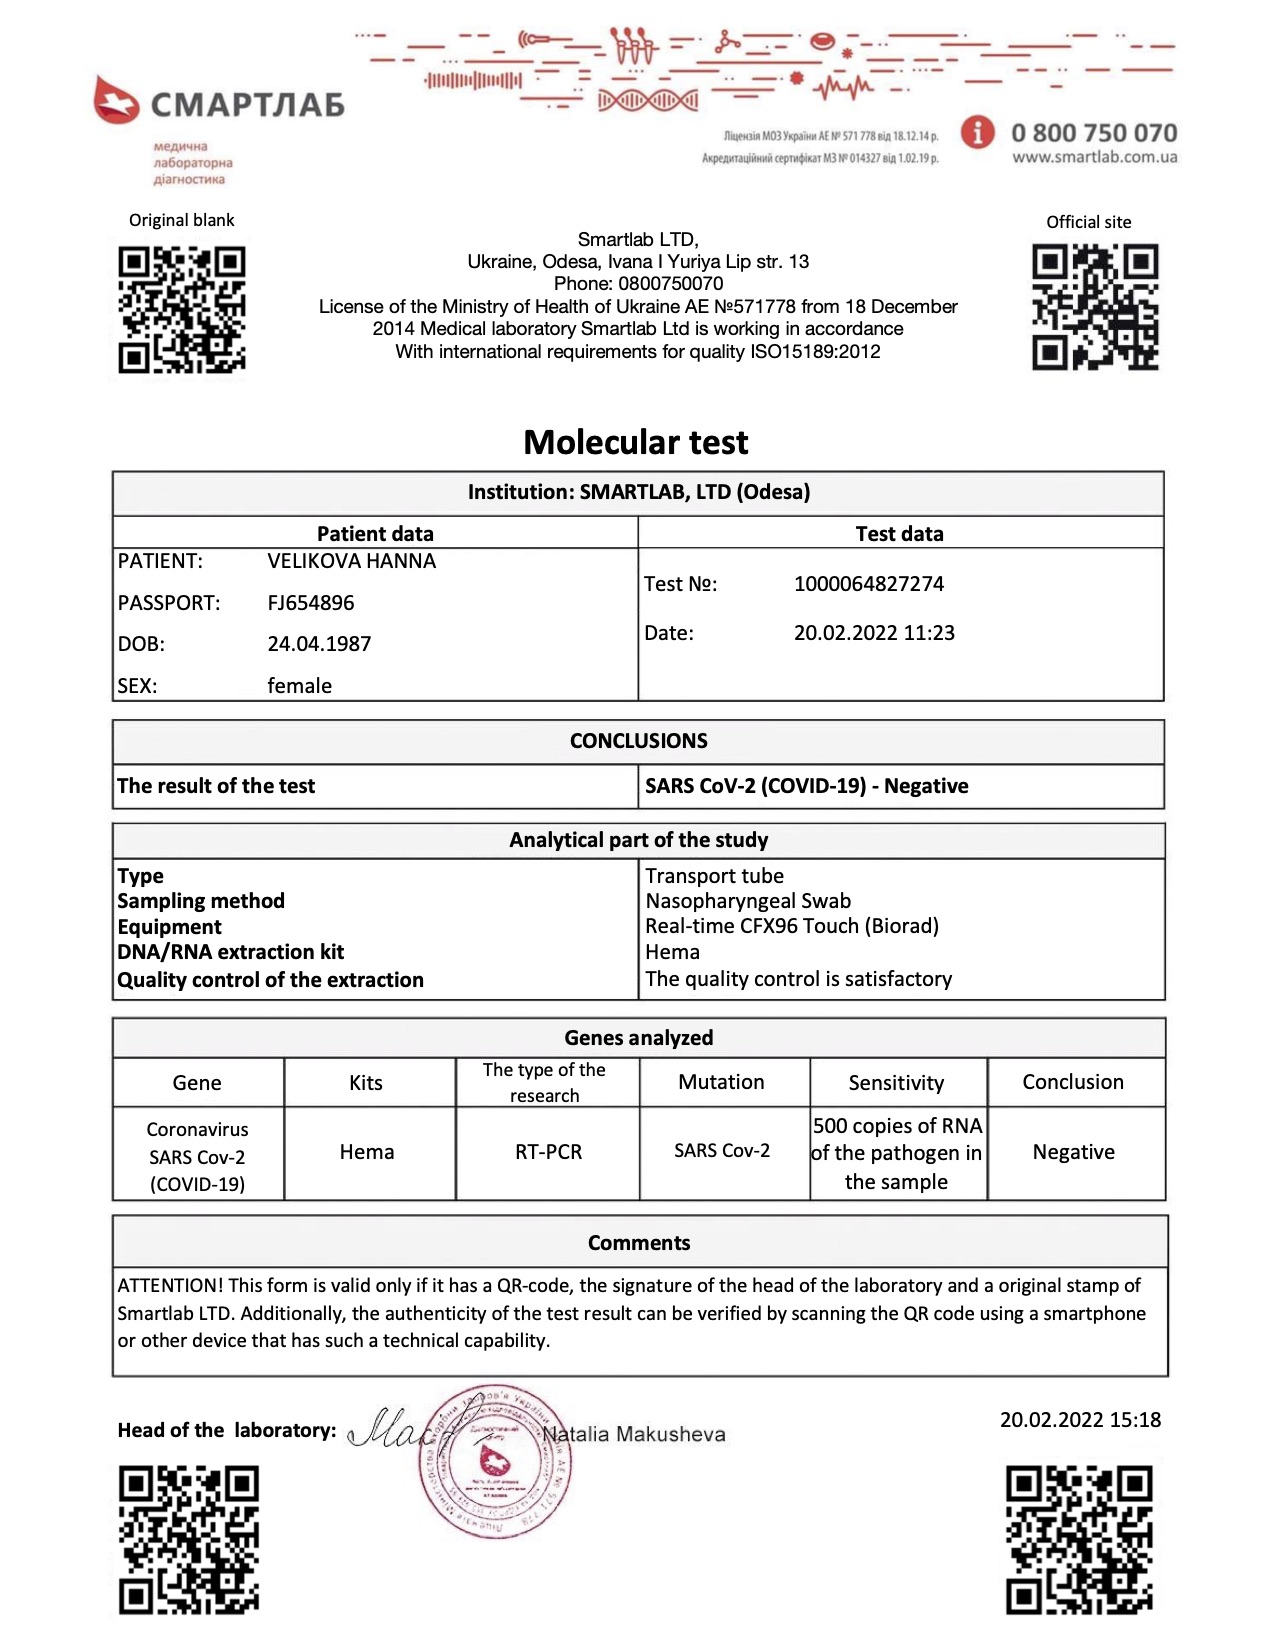 СМАРТЛАБ
медична
лабораторна
діагностика
Ліцензія МОЗ України АЕ № 571 778 від 18.12.14 р.
Акредитаційний сертифікат МЗ № 014327 від 1.02.19 р.
0 800 750 070
www.smartlab.com.ua
Original blank
Official site
Smartlab LTD,
Ukraine, Odesa, Ivana I Yuriya Lip str. 13
Phone: 0800750070
License of the Ministry of Health of Ukraine AE №571778 from 18 December
2014 Medical laboratory Smartlab Ltd is working in accordance
With international requirements for quality ISO15189:2012
Molecular test
Institution: SMARTLAB, LTD (Odesa)
Patient data
Test data
PATIENT: VELIKOVA HANNA
PASSPORT: FJ654896
DOB: 24.04.1987
SEX: female
Test №: 1000064827274
Date: 20.02.2022 11:23
CONCLUSIONS
The result of the test SARS CoV-2 (COVID-19) - Negative
Analytical part of the study
Type Transport tube
Sampling method Nasopharyngeal Swab
Equipment Real-time CFX96 Touch (Biorad)
DNA/RNA extraction kit Hema
Quality control of the extraction The quality control is satisfactory
Genes analyzed
Gene
Kits
The type of the
research
Mutation
Sensitivity
Conclusion
Coronavirus
SARS Cov-2
(COVID-19)
Hema
RT-PCR
SARS Cov-2
500 copies of RNA
of the pathogen in
the sample
Negative
Comments
ATTENTION! This form is valid only if it has a QR-code, the signature of the head of the laboratory and a original stamp of
Smartlab LTD. Additionally, the authenticity of the test result can be verified by scanning the QR code using a smartphone
or other device that has such a technical capability.
20.02.2022 15:18
Head of the laboratory: Natalia Makusheva